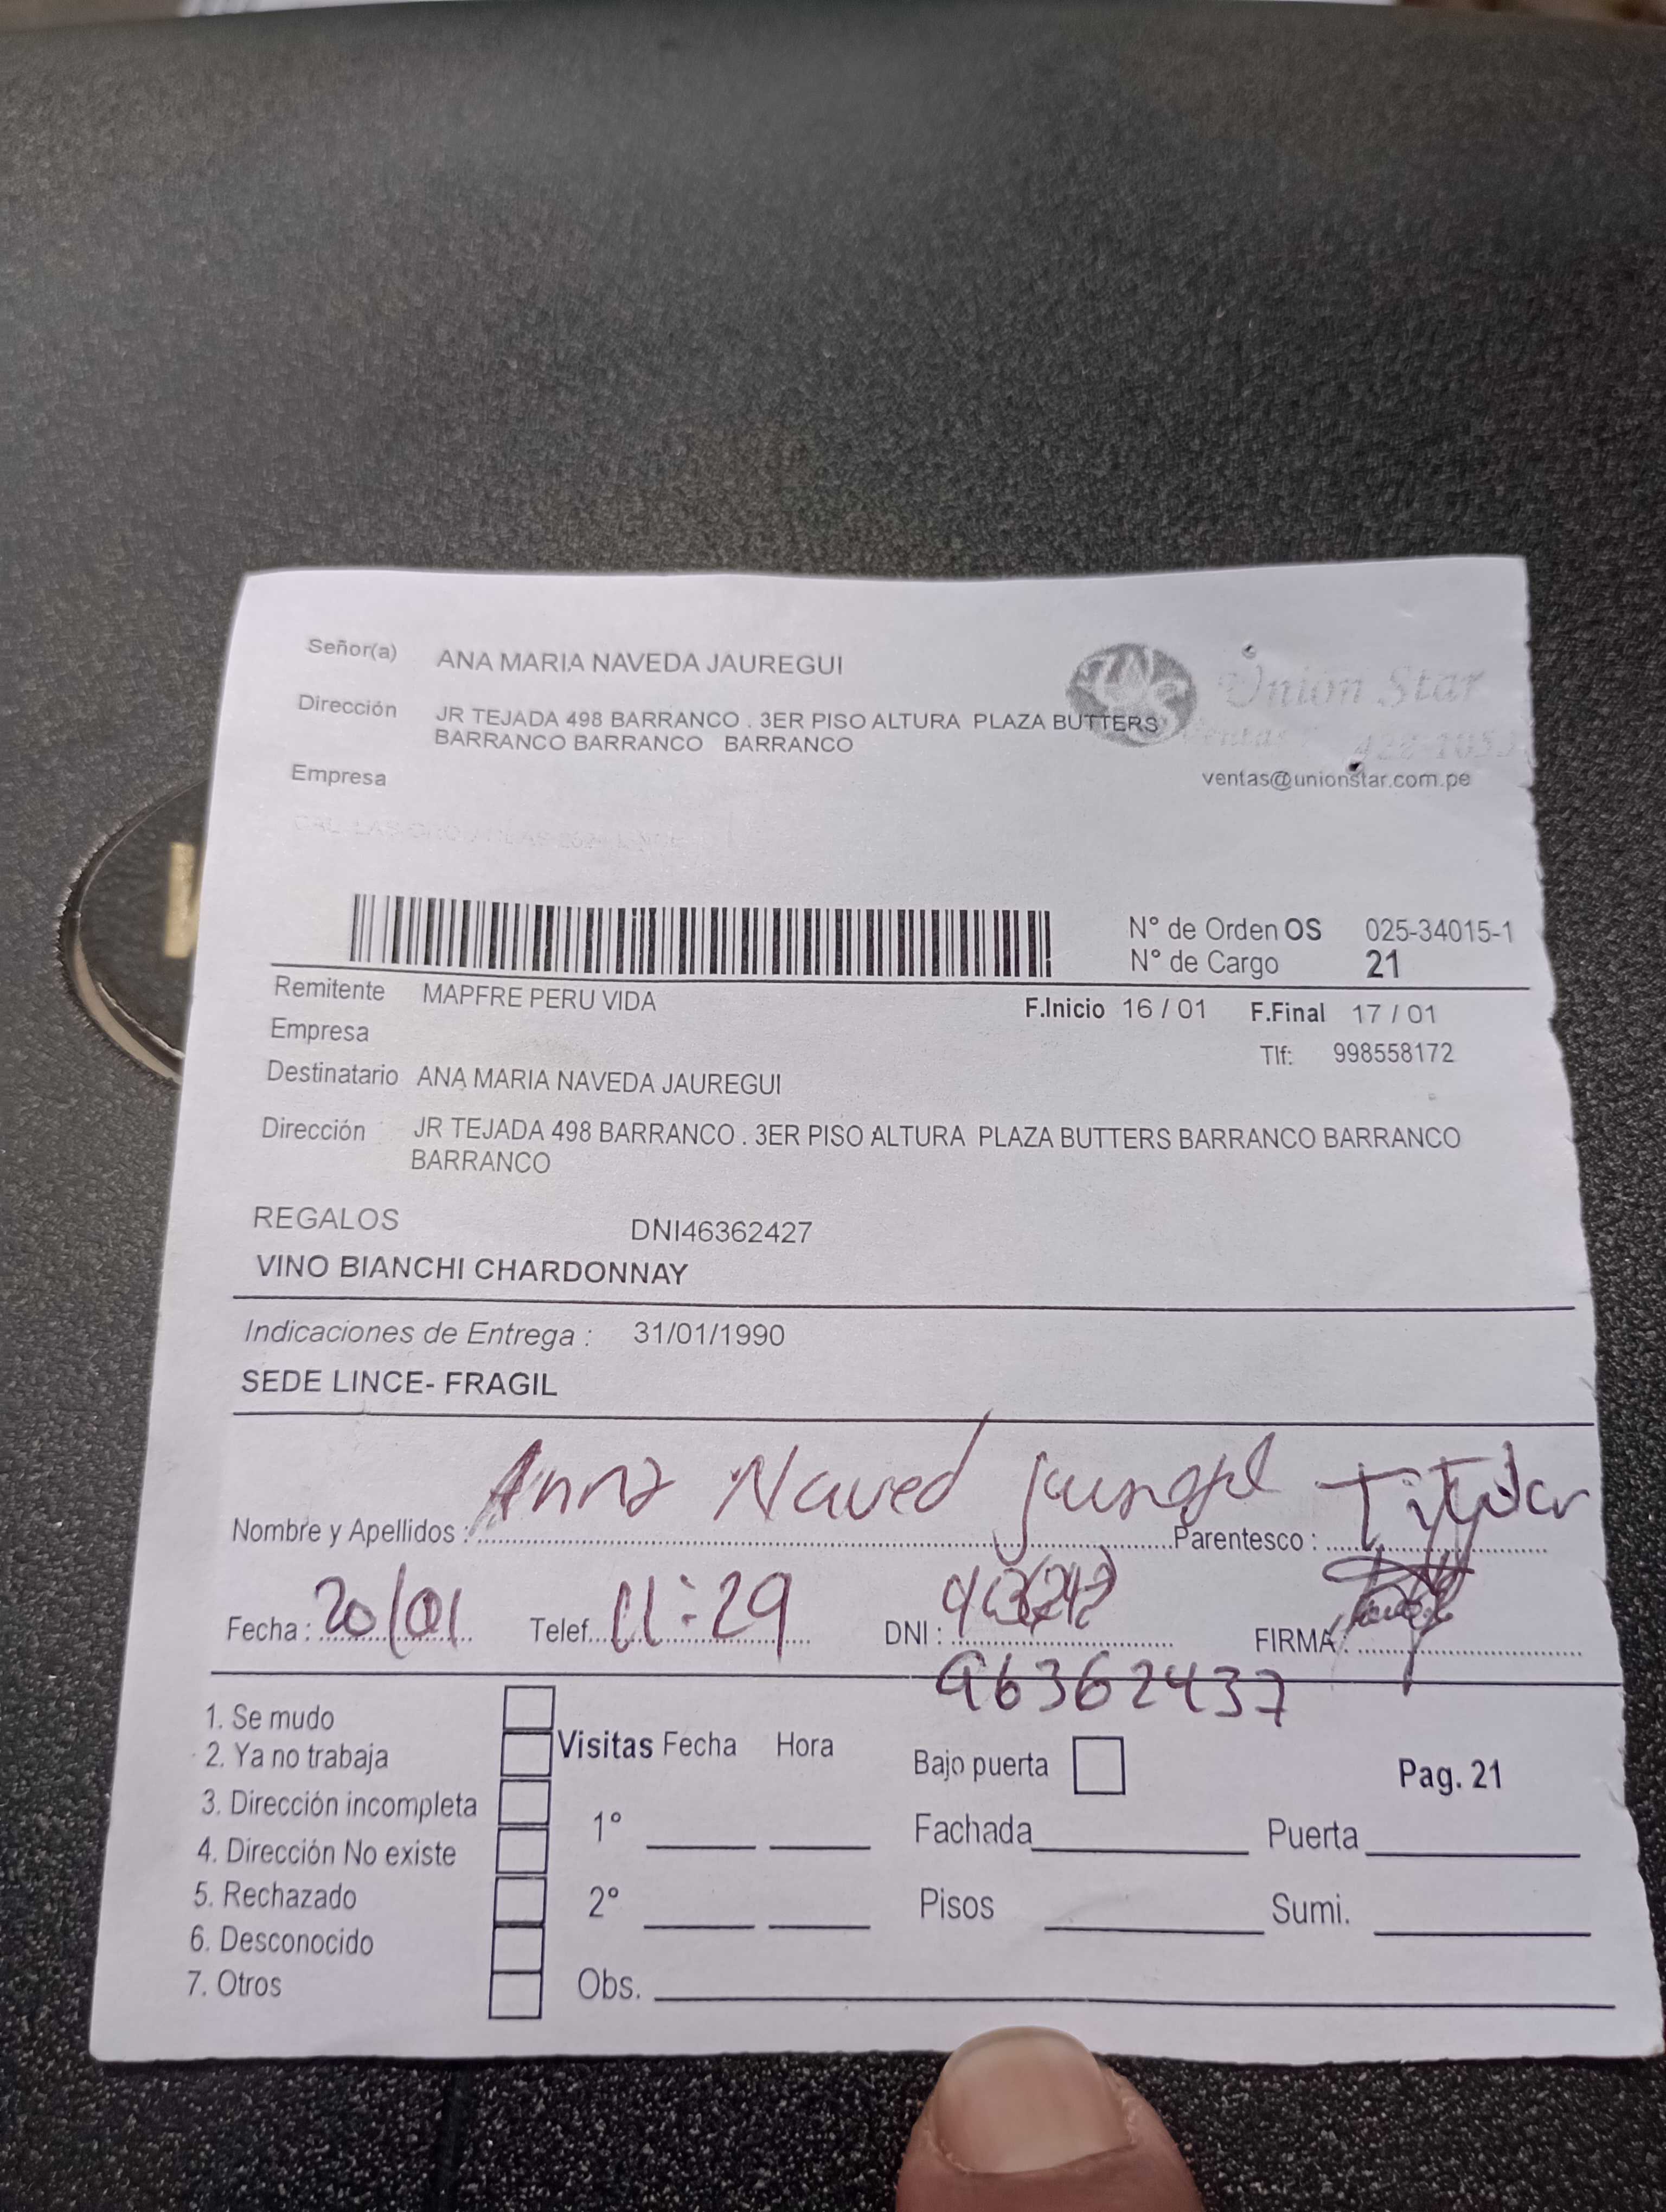 Señor(a) ANA MARIA NAVEDA JAUREGUI
Dirección JR TEJADA 498 BARRANCO . 3ER PISO ALTURA PLAZA BUTTERS
BARRANCO BARRANCO BARRANCO
Union Star
Ventas
ventas@unionstar.com.pe
Empresa
N° de Orden OS 025-34015-1
N° de Cargo 21
Remitente MAPFRE PERU VIDA F.Inicio 16 / 01 F.Final 17 / 01
Empresa
Tlf: 998558172
Destinatario ANA MARIA NAVEDA JAUREGUI
Dirección JR TEJADA 498 BARRANCO . 3ER PISO ALTURA PLAZA BUTTERS BARRANCO BARRANCO
BARRANCO
REGALOS DNI46362427
VINO BIANCHI CHARDONNAY
Indicaciones de Entrega : 31/01/1990
SEDE LINCE- FRAGIL
Nombre y Apellidos : Anna Naved Parentesco : Titular
Fecha : 20/01 Telef. 11:29 DNI : FIRMA :
96362437
1. Se mudo
2. Ya no trabaja
3. Dirección incompleta
4. Dirección No existe
5. Rechazado
6. Desconocido
7. Otros
Visitas Fecha Hora
1°
2°
Obs.
Bajo puerta
Pag. 21
Fachada Puerta
Pisos Sumi.